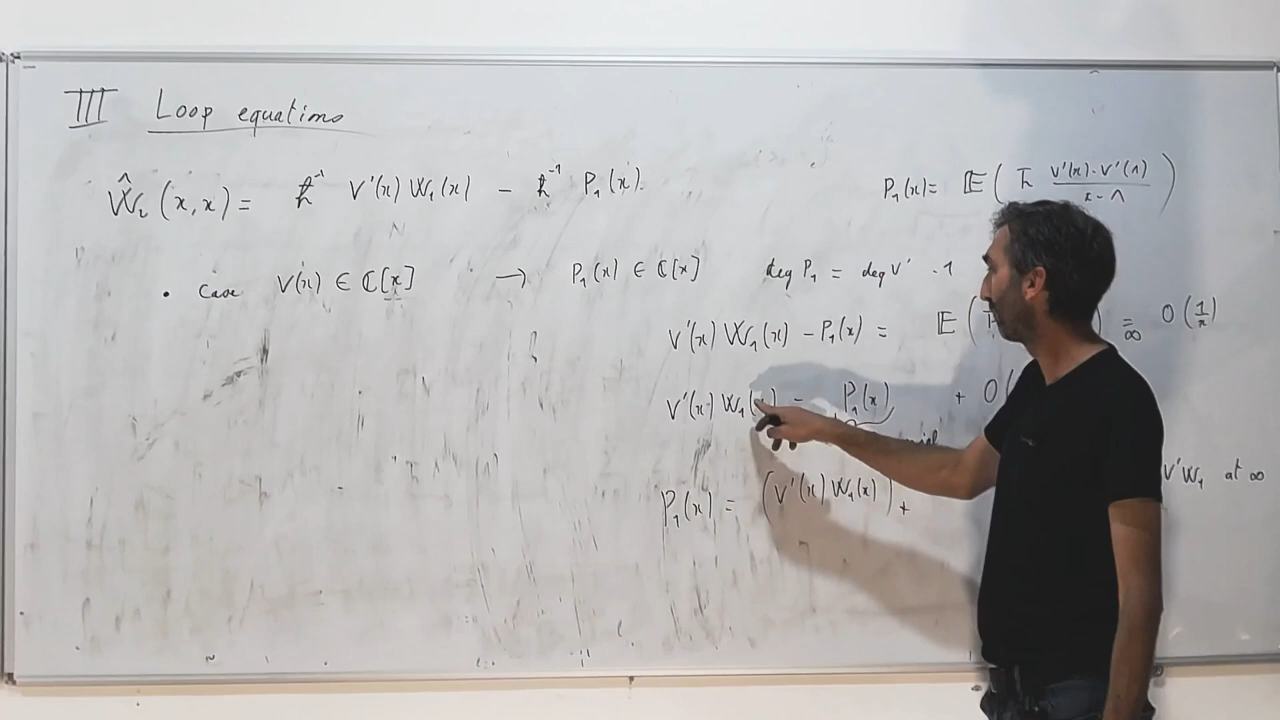 III Loop equations
Ŵ₂(x,x) = ħ⁻¹ V'(x) W₁(x) − ħ⁻¹ P₁(x).
P₁(x) = 𝔼(Tr (V'(x) - V'(Λ))/(x - Λ))
• Case V(x) ∈ ℂ[x] → P₁(x) ∈ ℂ[x] deg P₁ = deg V' - 1
V'(x) W₁(x) − P₁(x) = 𝔼(T ) =∞ O(1/x)
V'(x) W₁(x) = P₁(x) + O(
P₁(x) = (V'(x) W₁(x))₊ V'W₁ at ∞